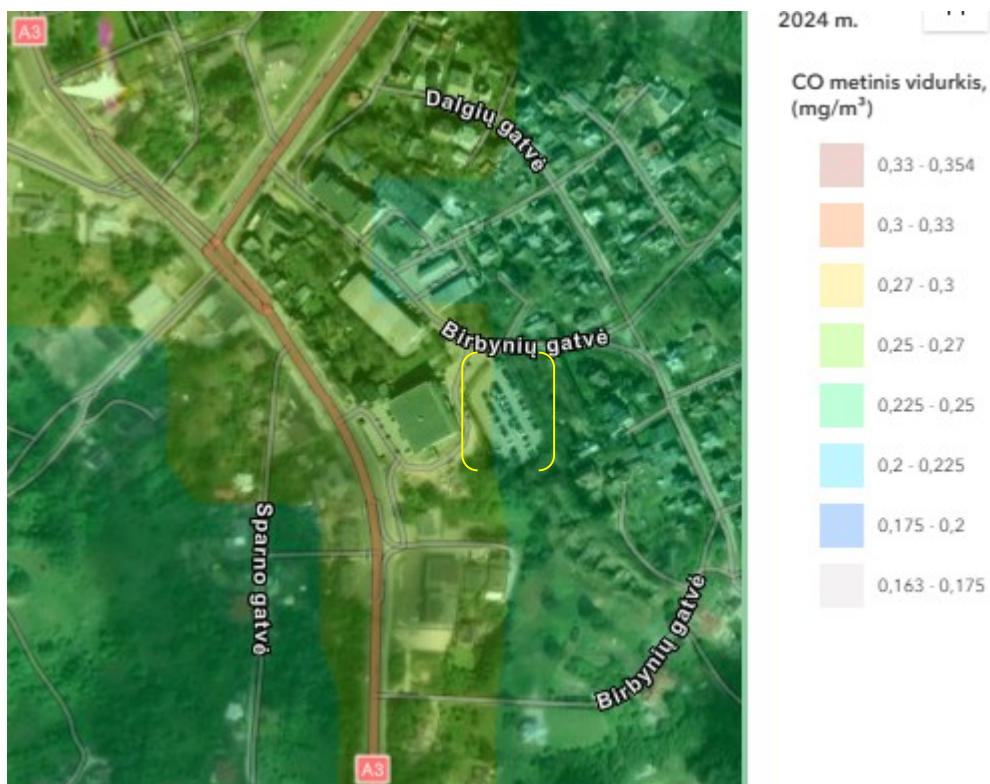 A3
Dalgių gatvė
Birbynių gatvė
Sparno gatvė
Birbynių gatvė
A3
2024 m.
CO metinis vidurkis,
(mg/m³)
0,33 - 0,354
0,3 - 0,33
0,27 - 0,3
0,25 - 0,27
0,225 - 0,25
0,2 - 0,225
0,175 - 0,2
0,163 - 0,175